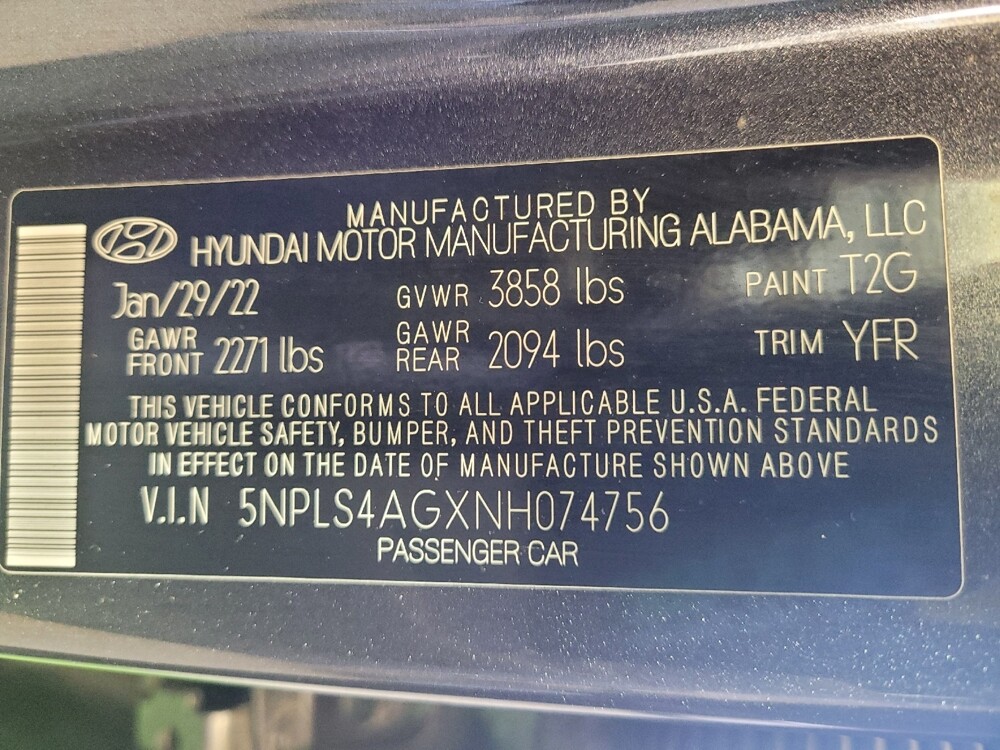 MANUFACTURED BY
HYUNDAI MOTOR MANUFACTURING ALABAMA, LLC
Jan/29/22 GVWR 3858 lbs PAINT T2G
GAWR FRONT 2271 lbs GAWR REAR 2094 lbs TRIM YFR
THIS VEHICLE CONFORMS TO ALL APPLICABLE U.S.A. FEDERAL
MOTOR VEHICLE SAFETY, BUMPER, AND THEFT PREVENTION STANDARDS
IN EFFECT ON THE DATE OF MANUFACTURE SHOWN ABOVE
V.I.N 5NPLS4AGXNH074756
PASSENGER CAR